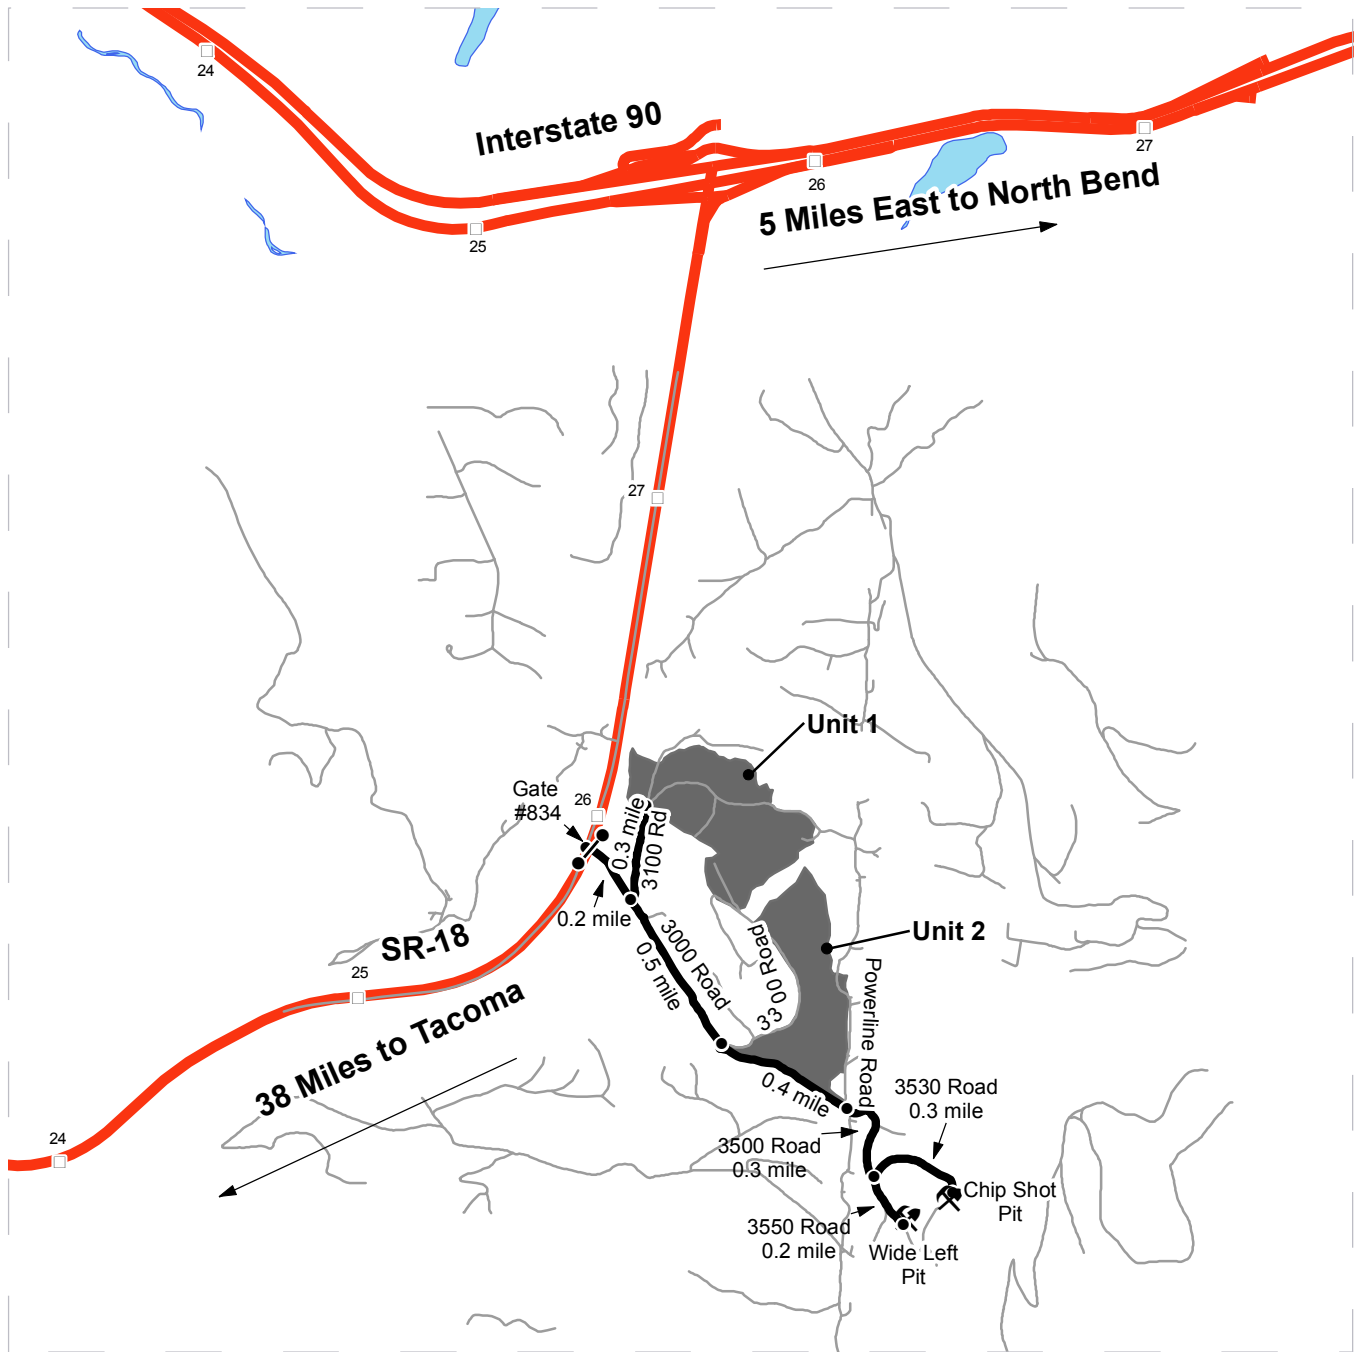 24
Interstate 90
27
26
5 Miles East to North Bend
25
27
Unit 1
Gate
#834
26
0.3 mile
3100 Rd
0.2 mile
Unit 2
SR-18
3000 Road
0.5 mile
3300 Road
Powerline Road
25
38 Miles to Tacoma
0.4 mile
3530 Road
0.3 mile
24
3500 Road
0.3 mile
Chip Shot
Pit
3550 Road
0.2 mile
Wide Left
Pit